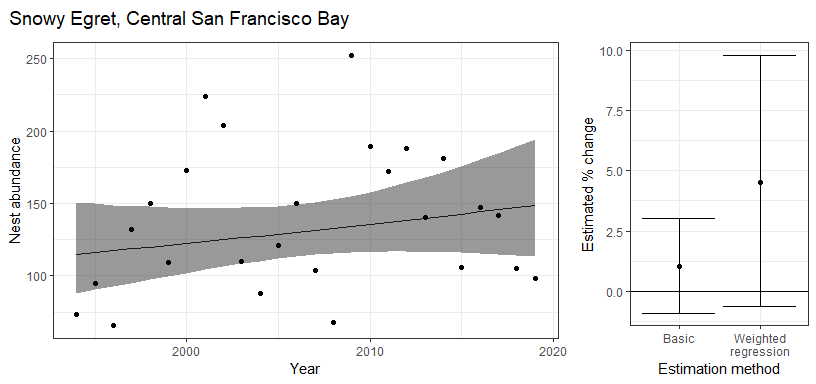 Snowy Egret, Central San Francisco Bay
Nest abundance
250
200
150
100
2000
2010
2020
Year
Estimated % change
10.0
7.5
5.0
2.5
0.0
Basic
Weighted
regression
Estimation method